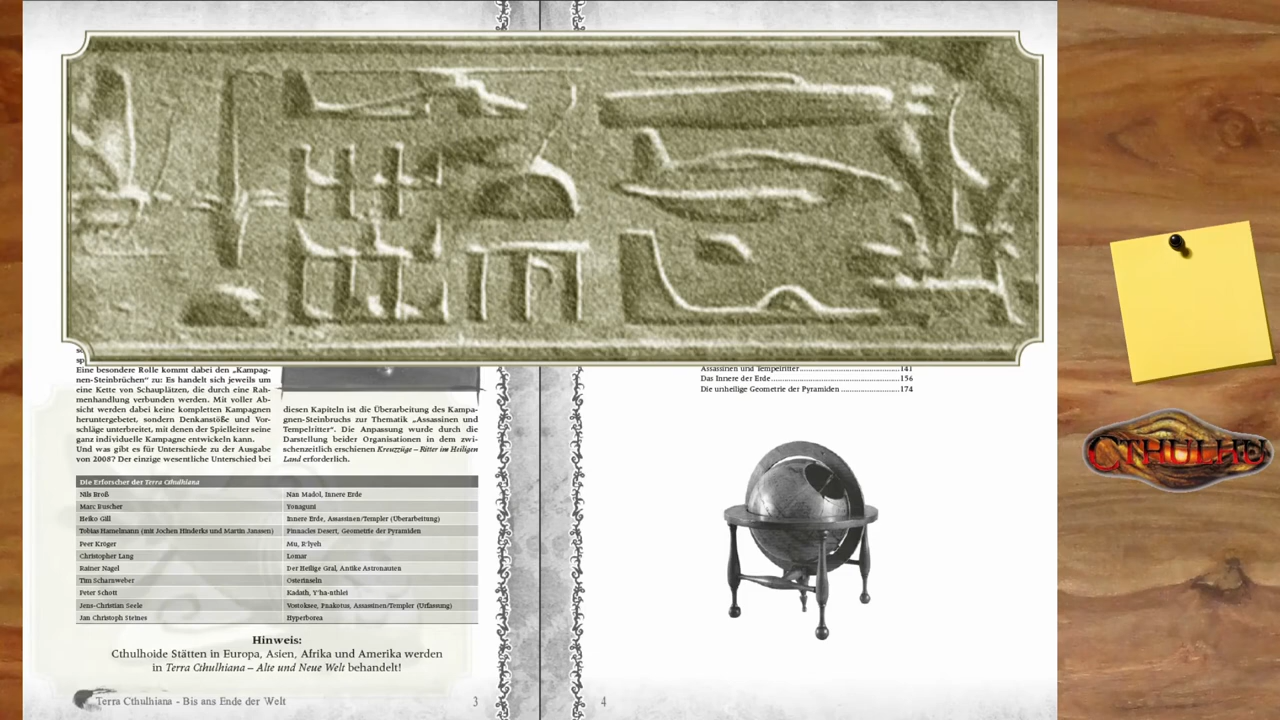 Eine besondere Rolle kommt dabei den „Kampag-
nen-Steinbrüchen“ zu: Es handelt sich jeweils um
eine Kette von Schauplätzen, die durch eine Rah-
menhandlung verbunden werden. Mit voller Ab-
sicht werden dabei keine kompletten Kampagnen
heruntergebetet, sondern Denkanstöße und Vor-
schläge unterbreitet, mit denen der Spielleiter seine
ganz individuelle Kampagne entwickeln kann.
Und was gibt es für Unterschiede zu der Ausgabe
von 2008? Der einzige wesentliche Unterschied bei
diesen Kapiteln ist die Überarbeitung des Kampa-
gnen-Steinbruchs zur Thematik „Assassinen und
Tempelritter“. Die Anpassung wurde durch die
Darstellung beider Organisationen in dem zwi-
schenzeitlich erschienen Kreuzzüge – Ritter im Heiligen
Land erforderlich.
Die Erforscher der Terra Cthulhiana
Nils Broß Nan Madol, Innere Erde
Marc Buscher Yonaguni
Heiko Gill Innere Erde, Assassinen/Templer (Überarbeitung)
Tobias Hamelmann (mit Jochen Hinderks und Martin Janssen) Pinnacles Desert, Geometrie der Pyramiden
Peer Kröger Mu, R'lyeh
Christopher Lang Lomar
Rainer Nagel Der Heilige Gral, Antike Astronauten
Tim Scharnweber Osterinseln
Peter Schott Kadath, Y'ha-nthlei
Jens-Christian Seele Vostoksee, Pnakotus, Assassinen/Templer (Urfassung)
Jan Christoph Steines Hyperborea
Hinweis:
Cthulhoide Stätten in Europa, Asien, Afrika und Amerika werden
in Terra Cthulhiana – Alte und Neue Welt behandelt!
Terra Cthulhiana - Bis ans Ende der Welt 3
Assassinen und Tempelritter 141
Das Innere der Erde 156
Die unheilige Geometrie der Pyramiden 174
4
CTHULHU